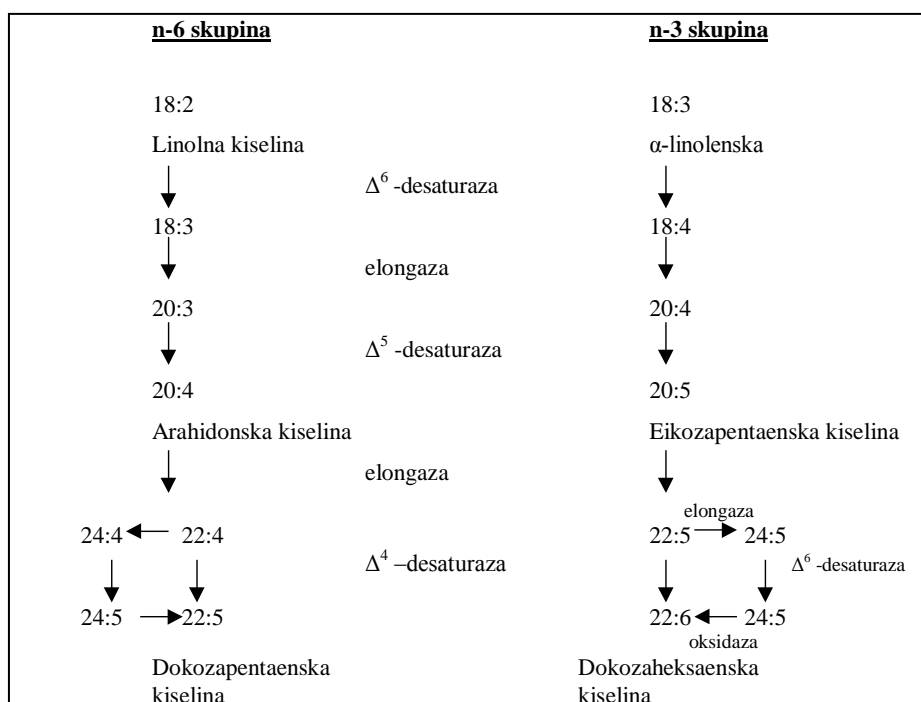 n-6 skupina n-3 skupina
18:2 18:3
Linolna kiselina α-linolenska
Δ⁶ -desaturaza
18:3 18:4
elongaza
20:3 20:4
Δ⁵ -desaturaza
20:4 20:5
Arahidonska kiselina Eikozapentaenska kiselina
elongaza
elongaza
24:4 22:4 22:5 24:5
Δ⁴ –desaturaza Δ⁶ -desaturaza
24:5 22:5 22:6 24:5
oksidaza
Dokozapentaenska Dokozaheksaenska
kiselina kiselina